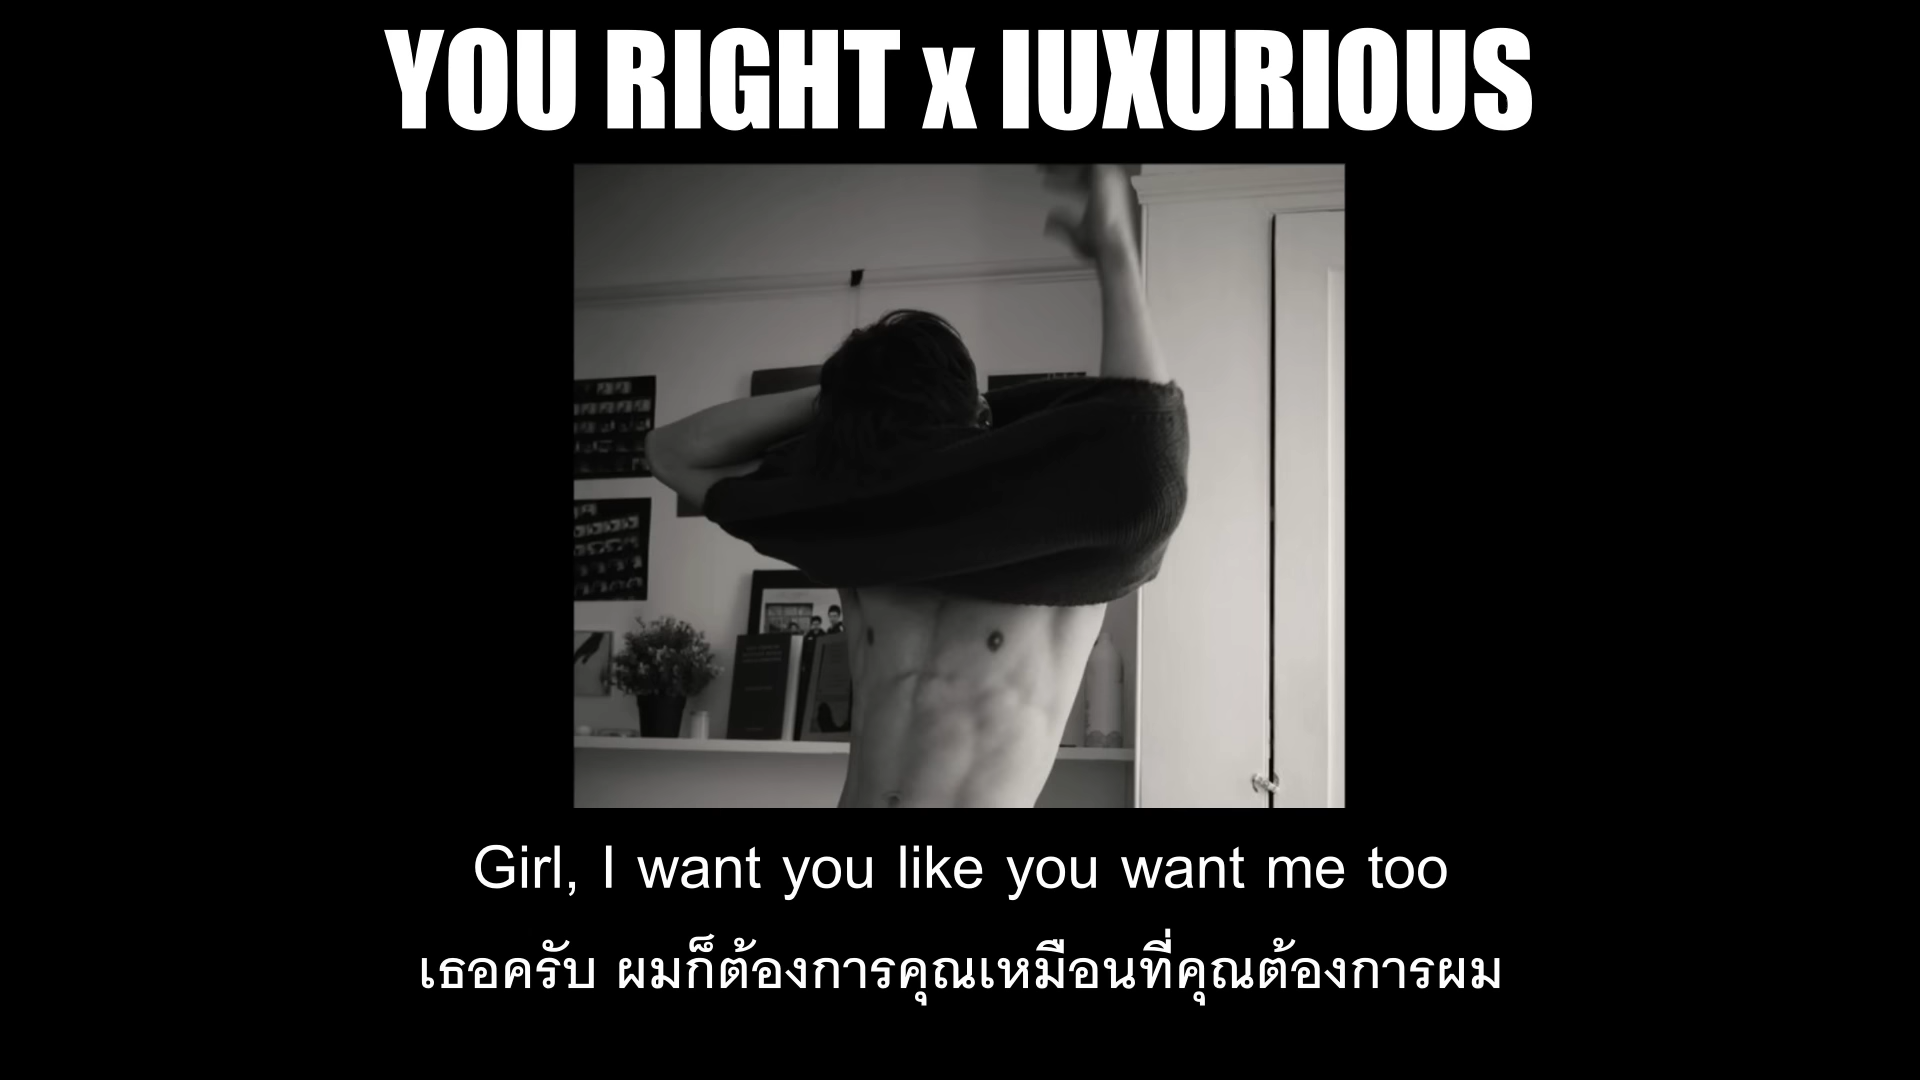 YOU RIGHT x lUXURIOUS
Girl, I want you like you want me too
เธอครับ ผมก็ต้องการคุณเหมือนที่คุณต้องการผม